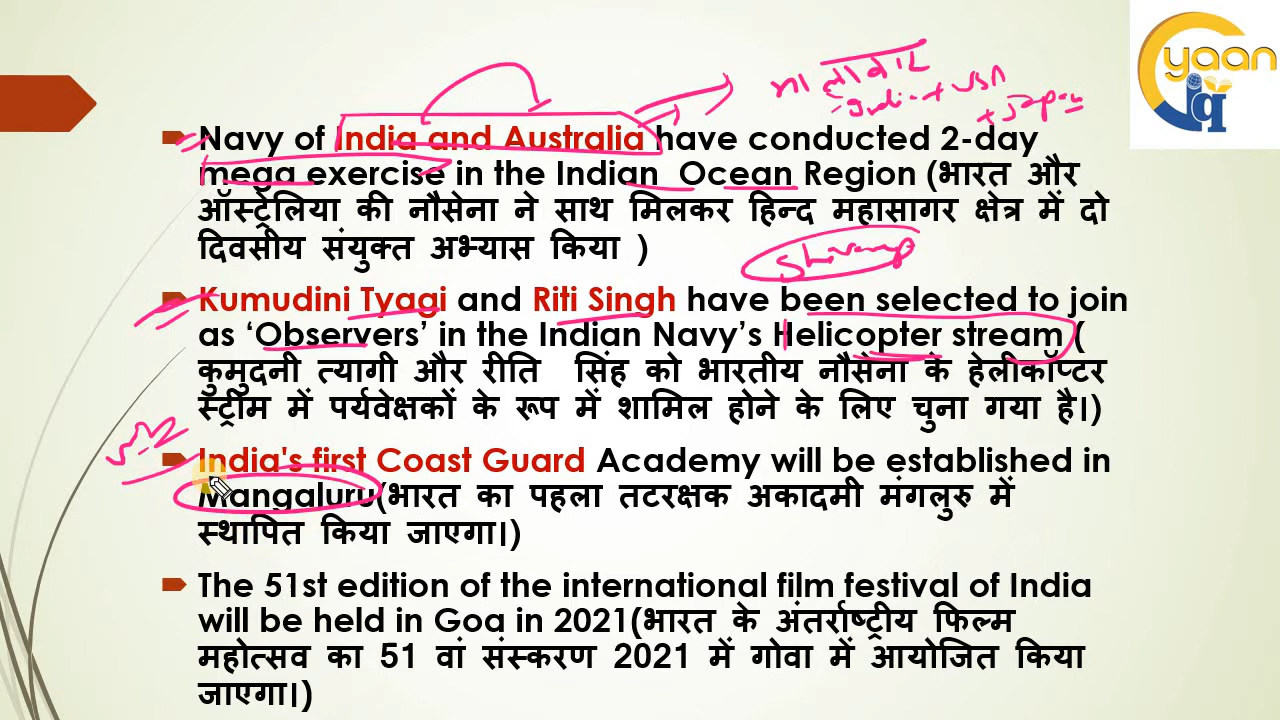 yaan
iq
मालाबार
India + USA
+ Japan
Navy of India and Australia have conducted 2-day
mega exercise in the Indian Ocean Region (भारत और
ऑस्ट्रेलिया की नौसेना ने साथ मिलकर हिन्द महासागर क्षेत्र में दो
दिवसीय संयुक्त अभ्यास किया )
Kumudini Tyagi and Riti Singh have been selected to join
as ‘Observers’ in the Indian Navy’s Helicopter stream (
कुमुदनी त्यागी और रीति सिंह को भारतीय नौसेना के हेलीकॉप्टर
स्ट्रीम में पर्यवेक्षकों के रूप में शामिल होने के लिए चुना गया है।)
India's first Coast Guard Academy will be established in
Mangaluru(भारत का पहला तटरक्षक अकादमी मंगलुरु में
स्थापित किया जाएगा।)
The 51st edition of the international film festival of India
will be held in Goa in 2021(भारत के अंतर्राष्ट्रीय फिल्म
महोत्सव का 51 वां संस्करण 2021 में गोवा में आयोजित किया
जाएगा।)